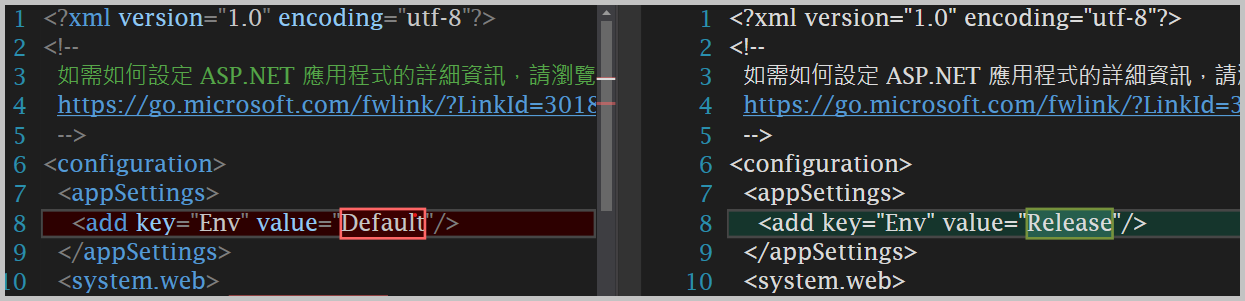 1 <?xml version="1.0" encoding="utf-8"?>
2 <!--
3 如需如何設定 ASP.NET 應用程式的詳細資訊，請瀏覽
4 https://go.microsoft.com/fwlink/?LinkId=3018
5 -->
6 <configuration>
7 <appSettings>
8 <add key="Env" value="Default"/>
9 </appSettings>
10 <system.web>
1 <?xml version="1.0" encoding="utf-8"?>
2 <!--
3 如需如何設定 ASP.NET 應用程式的詳細資訊，請
4 https://go.microsoft.com/fwlink/?LinkId=3
5 -->
6 <configuration>
7 <appSettings>
8 <add key="Env" value="Release"/>
9 </appSettings>
10 <system.web>